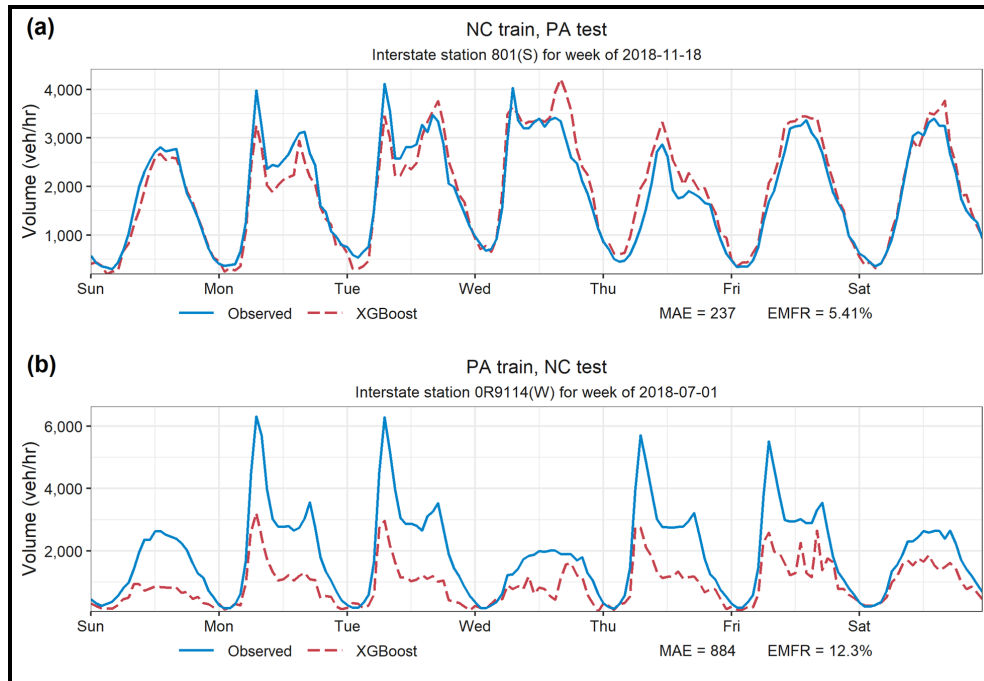 (a)
NC train, PA test
Interstate station 801(S) for week of 2018-11-18
Volume (veh/hr)
4,000
3,000
2,000
1,000
Sun Mon Tue Wed Thu Fri Sat
Observed XGBoost MAE = 237 EMFR = 5.41%
(b)
PA train, NC test
Interstate station 0R9114(W) for week of 2018-07-01
Volume (veh/hr)
6,000
4,000
2,000
Sun Mon Tue Wed Thu Fri Sat
Observed XGBoost MAE = 884 EMFR = 12.3%